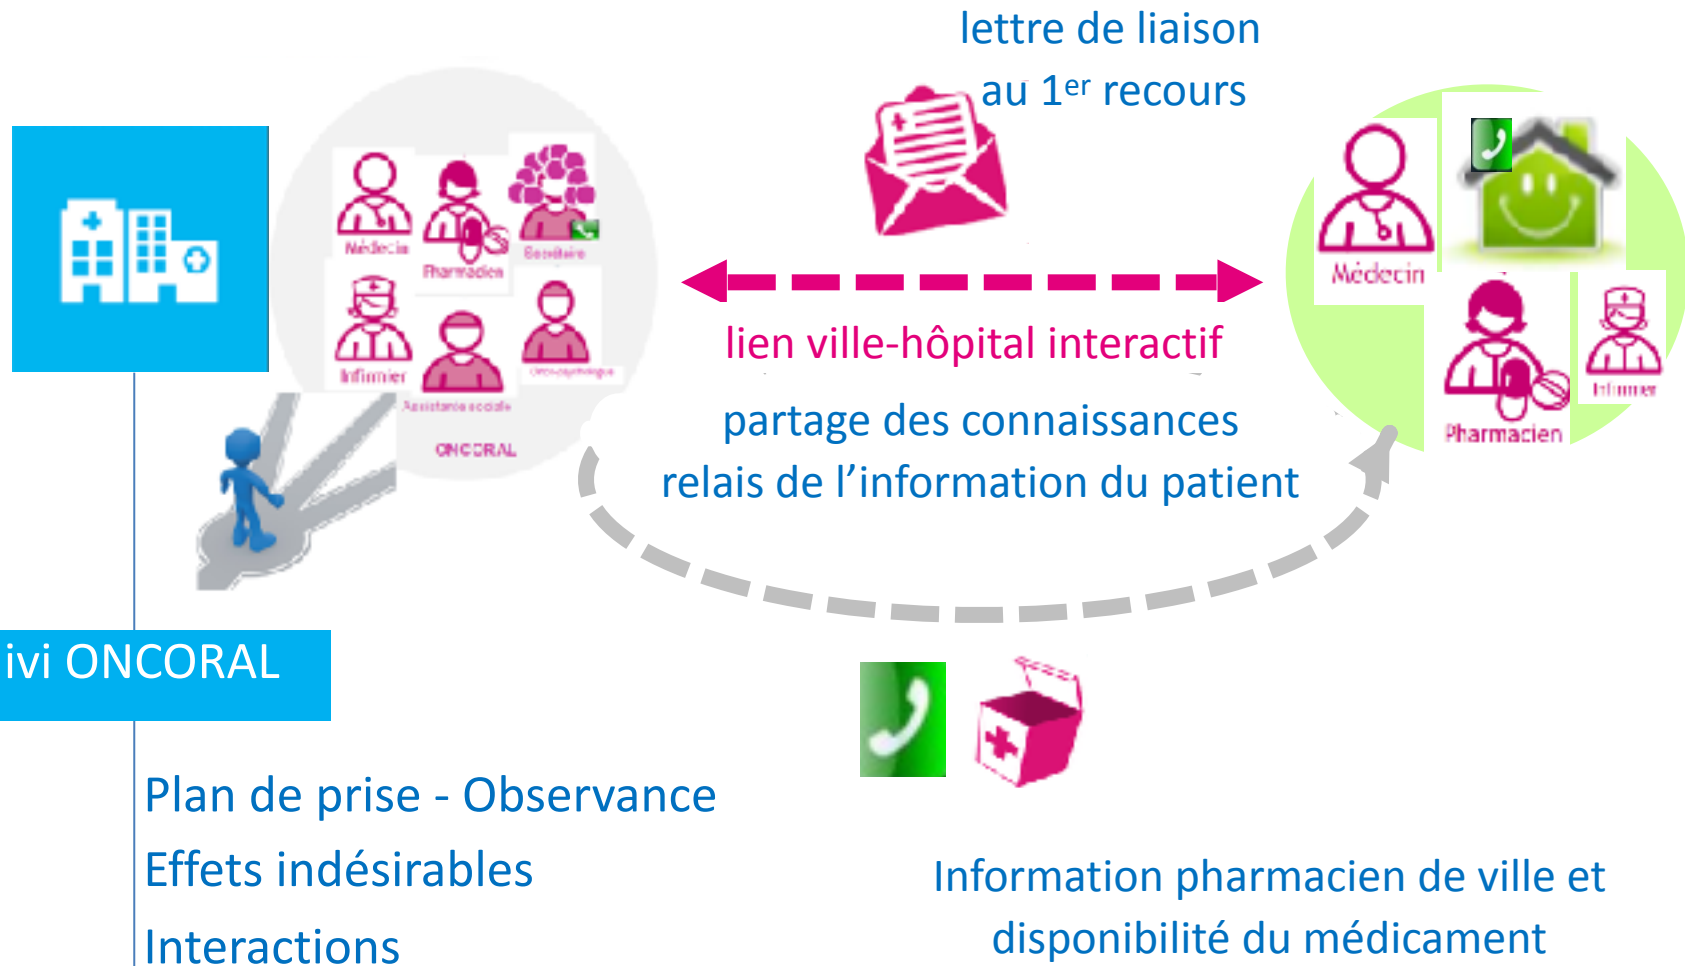 lettre de liaison
au 1er recours
Médecin
Pharmacien
Secrétaire
Infirmier
Assistante sociale
Onco-psychologue
ONCORAL
lien ville-hôpital interactif
partage des connaissances
relais de l’information du patient
Médecin
Pharmacien
Infirmier
ivi ONCORAL
Plan de prise - Observance
Effets indésirables
Interactions
Information pharmacien de ville et
disponibilité du médicament